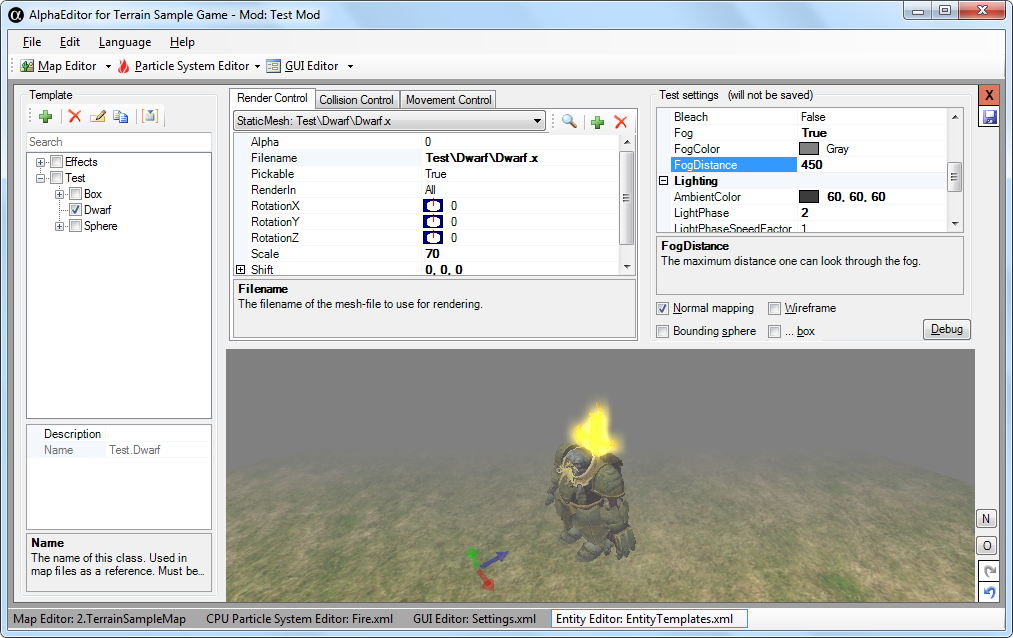 AlphaEditor for Terrain Sample Game - Mod: Test Mod
File Edit Language Help
Map Editor Particle System Editor GUI Editor
Template
Search
Effects
Test
Box
Dwarf
Sphere
Description
Name Test.Dwarf
Name
The name of this class. Used in
map files as a reference. Must be...
Render Control Collision Control Movement Control
StaticMesh: Test\Dwarf\Dwarf.x
Alpha 0
Filename Test\Dwarf\Dwarf.x
Pickable True
RenderIn All
RotationX 0
RotationY 0
RotationZ 0
Scale 70
Shift 0, 0, 0
Filename
The filename of the mesh-file to use for rendering.
Test settings (will not be saved)
Bleach False
Fog True
FogColor Gray
FogDistance 450
Lighting
AmbientColor 60, 60, 60
LightPhase 2
LightPhaseSpeedFactor 1
FogDistance
The maximum distance one can look through the fog.
Normal mapping Wireframe
Bounding sphere ... box
Debug
X
N
O
Map Editor: 2.TerrainSampleMap CPU Particle System Editor: Fire.xml GUI Editor: Settings.xml Entity Editor: EntityTemplates.xml